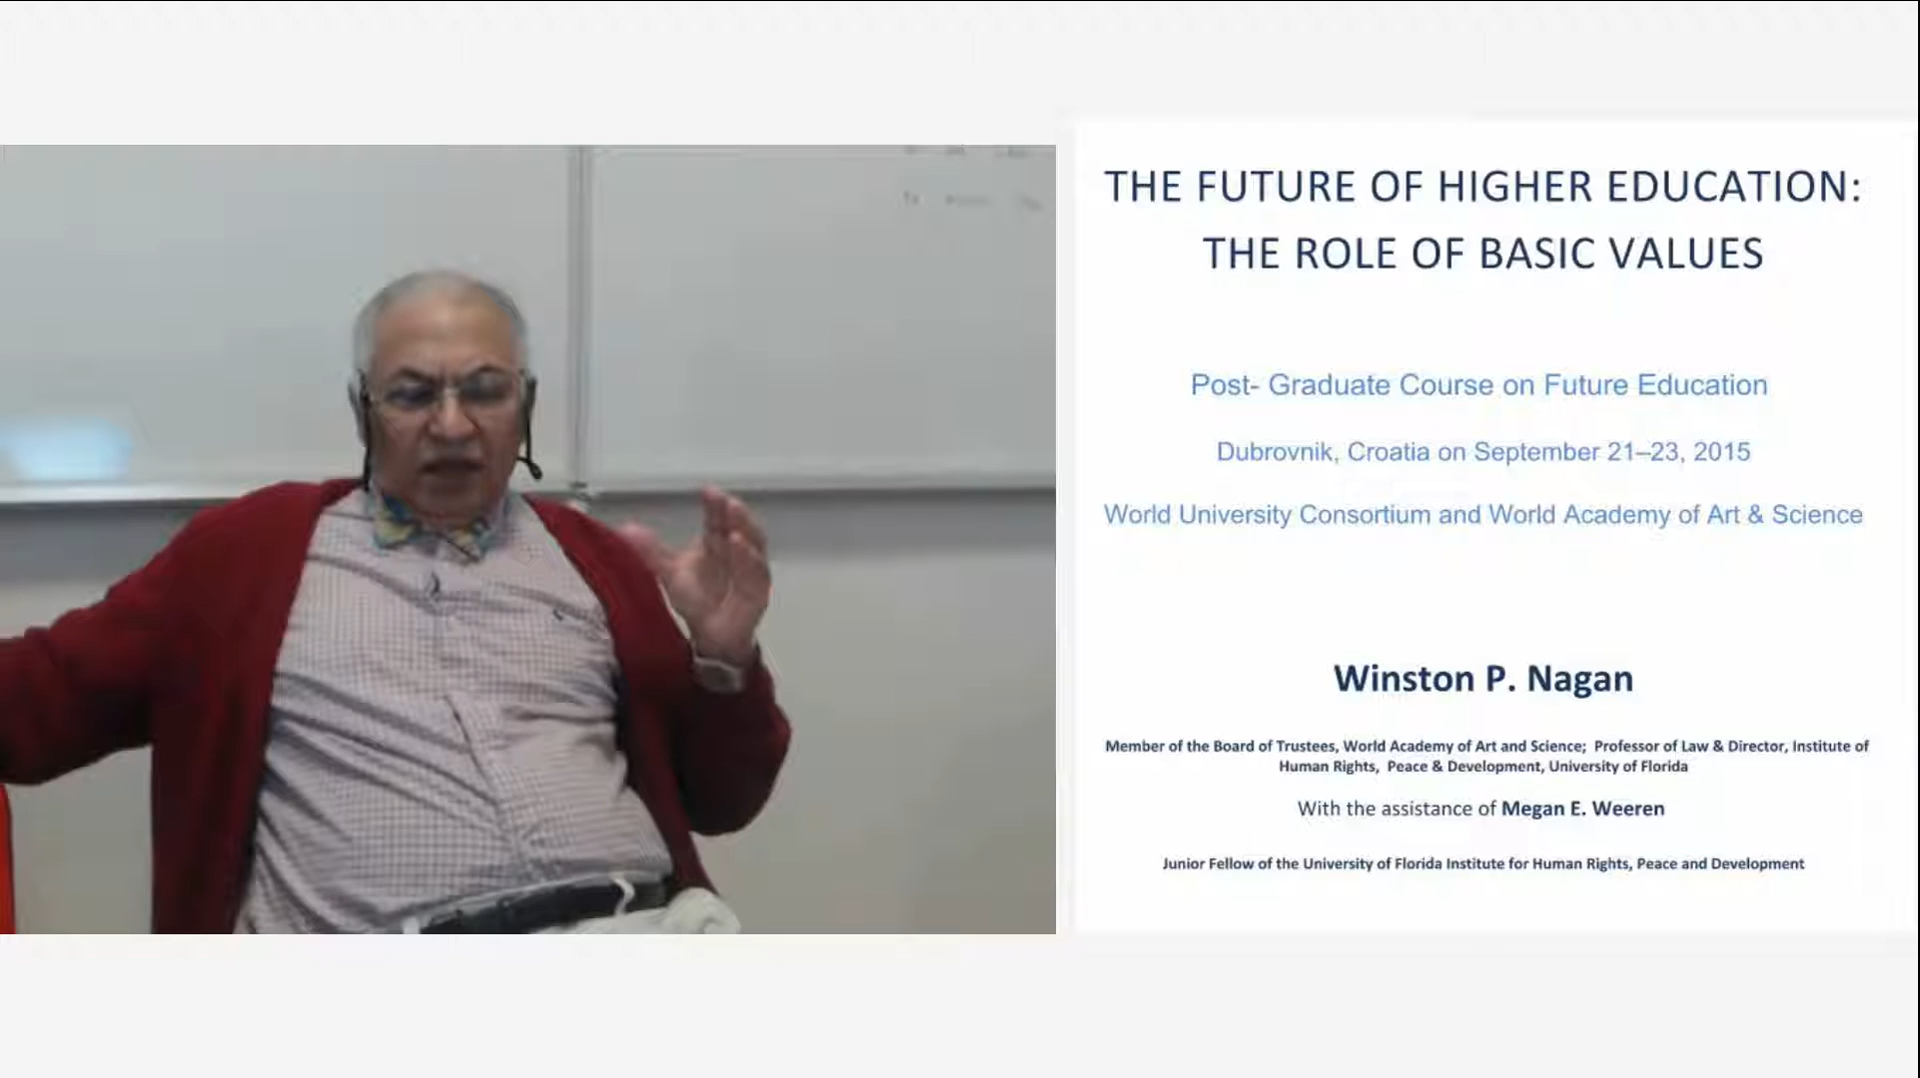 THE FUTURE OF HIGHER EDUCATION:
THE ROLE OF BASIC VALUES
Post- Graduate Course on Future Education
Dubrovnik, Croatia on September 21–23, 2015
World University Consortium and World Academy of Art & Science
Winston P. Nagan
Member of the Board of Trustees, World Academy of Art and Science; Professor of Law & Director, Institute of
Human Rights, Peace & Development, University of Florida
With the assistance of Megan E. Weeren
Junior Fellow of the University of Florida Institute for Human Rights, Peace and Development